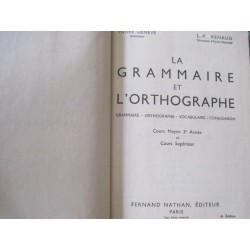 L.-P. RENAUD
LA
GRAMMAIRE
ET
L'ORTHOGRAPHE
GRAMMAIRE - ORTHOGRAPHE - VOCABULAIRE - CONJUGAISON
Cours Moyen 2e Année
et
Cours Supérieur
FERNAND NATHAN, ÉDITEUR
PARIS